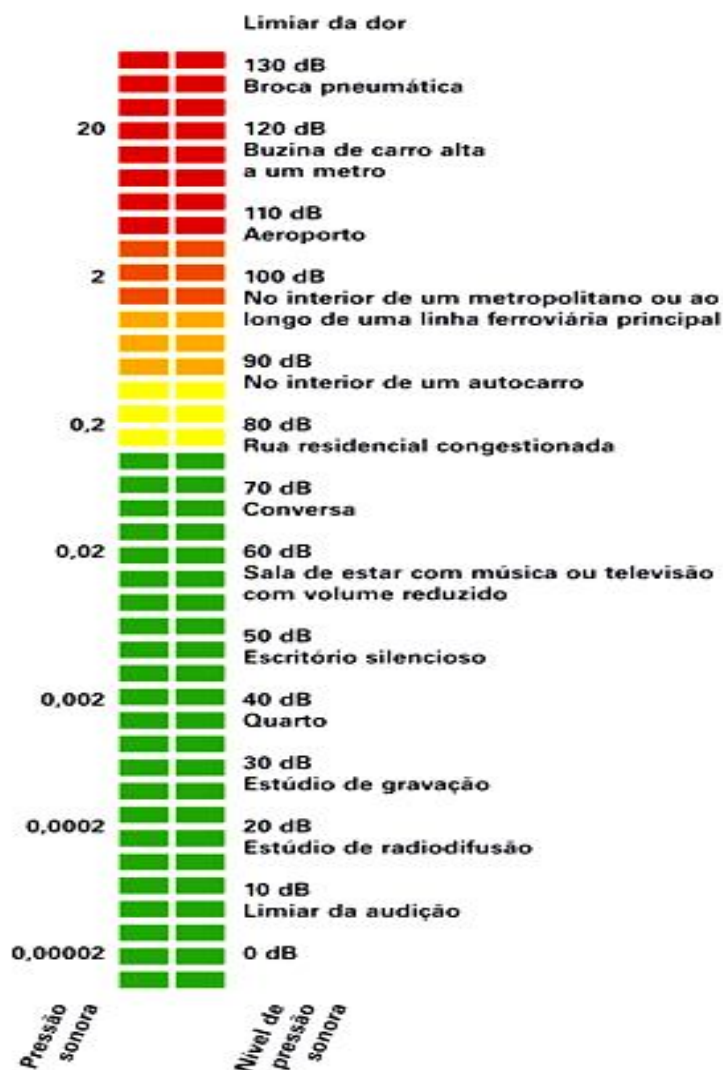 Limiar da dor
130 dB
Broca pneumática
20
120 dB
Buzina de carro alta
a um metro
110 dB
Aeroporto
2
100 dB
No interior de um metropolitano ou ao
longo de uma linha ferroviária principal
90 dB
No interior de um autocarro
0,2
80 dB
Rua residencial congestionada
70 dB
Conversa
0,02
60 dB
Sala de estar com música ou televisão
com volume reduzido
50 dB
Escritório silencioso
0,002
40 dB
Quarto
30 dB
Estúdio de gravação
0,0002
20 dB
Estúdio de radiodifusão
10 dB
Limiar da audição
0,00002
0 dB
Pressão
sonora
Nivel de
pressão
sonora